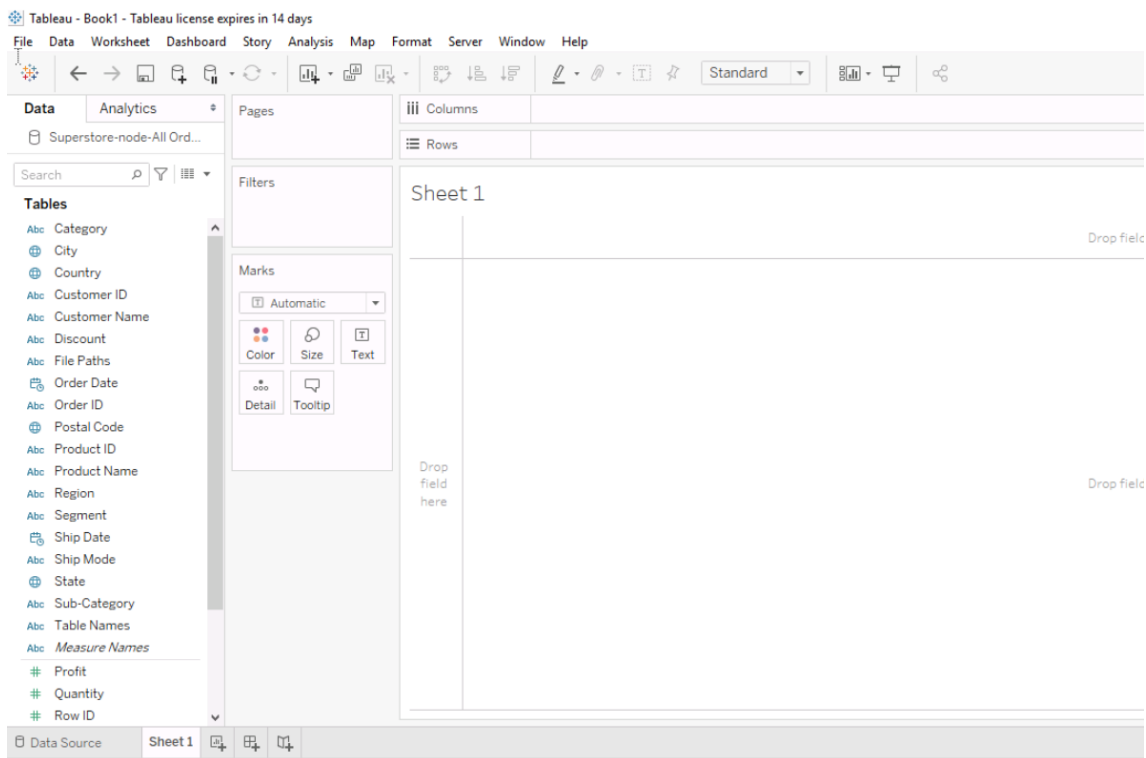 Tableau - Book1 - Tableau license expires in 14 days
File Data Worksheet Dashboard Story Analysis Map Format Server Window Help
Standard
Data Analytics
Superstore-node-All Ord...
Search
Tables
Abc Category
City
Country
Abc Customer ID
Abc Customer Name
Abc Discount
Abc File Paths
Order Date
Abc Order ID
Postal Code
Abc Product ID
Abc Product Name
Abc Region
Abc Segment
Ship Date
Abc Ship Mode
State
Abc Sub-Category
Abc Table Names
Abc Measure Names
# Profit
# Quantity
# Row ID
Pages
Filters
Marks
T Automatic
Color Size T Text
Detail Tooltip
Columns
Rows
Sheet 1
Drop field
Drop
field
here
Drop field
Data Source Sheet 1